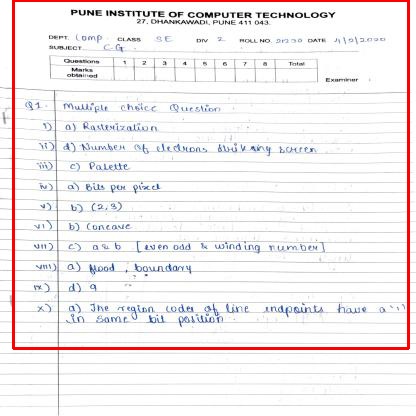 PUNE INSTITUTE OF COMPUTER TECHNOLOGY
27, DHANKAWADI, PUNE 411 043.
DEPT. Comp. CLASS SE DIV 2 ROLL NO. 21230 DATE 4/2/2020
SUBJECT C.G.
Questions 1 2 3 4 5 6 7 8 Total
Marks obtained
Examiner
Q1. Multiple choice Question
i) a) Rasterization
ii) d) Number of electrons striking screen
iii) c) Palette
iv) a) Bits per pixel
v) b) (2,3)
vi) b) Concave
vii) c) a & b [even odd & winding number]
viii) a) flood, boundary
ix) d) 9
x) a) The region codes of line endpoints have a '1'
in same bit position